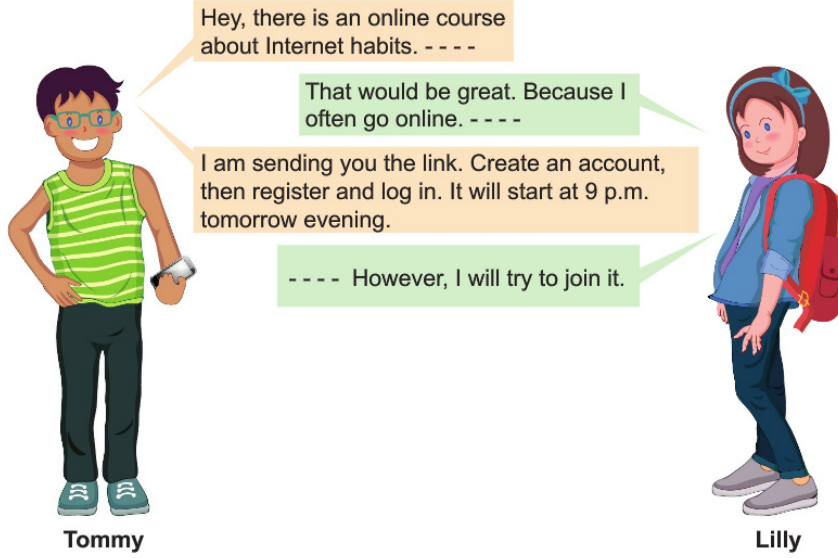 Hey, there is an online course
about Internet habits. - - - -
That would be great. Because I
often go online. - - - -
I am sending you the link. Create an account,
then register and log in. It will start at 9 p.m.
tomorrow evening.
- - - - However, I will try to join it.
Tommy
Lilly